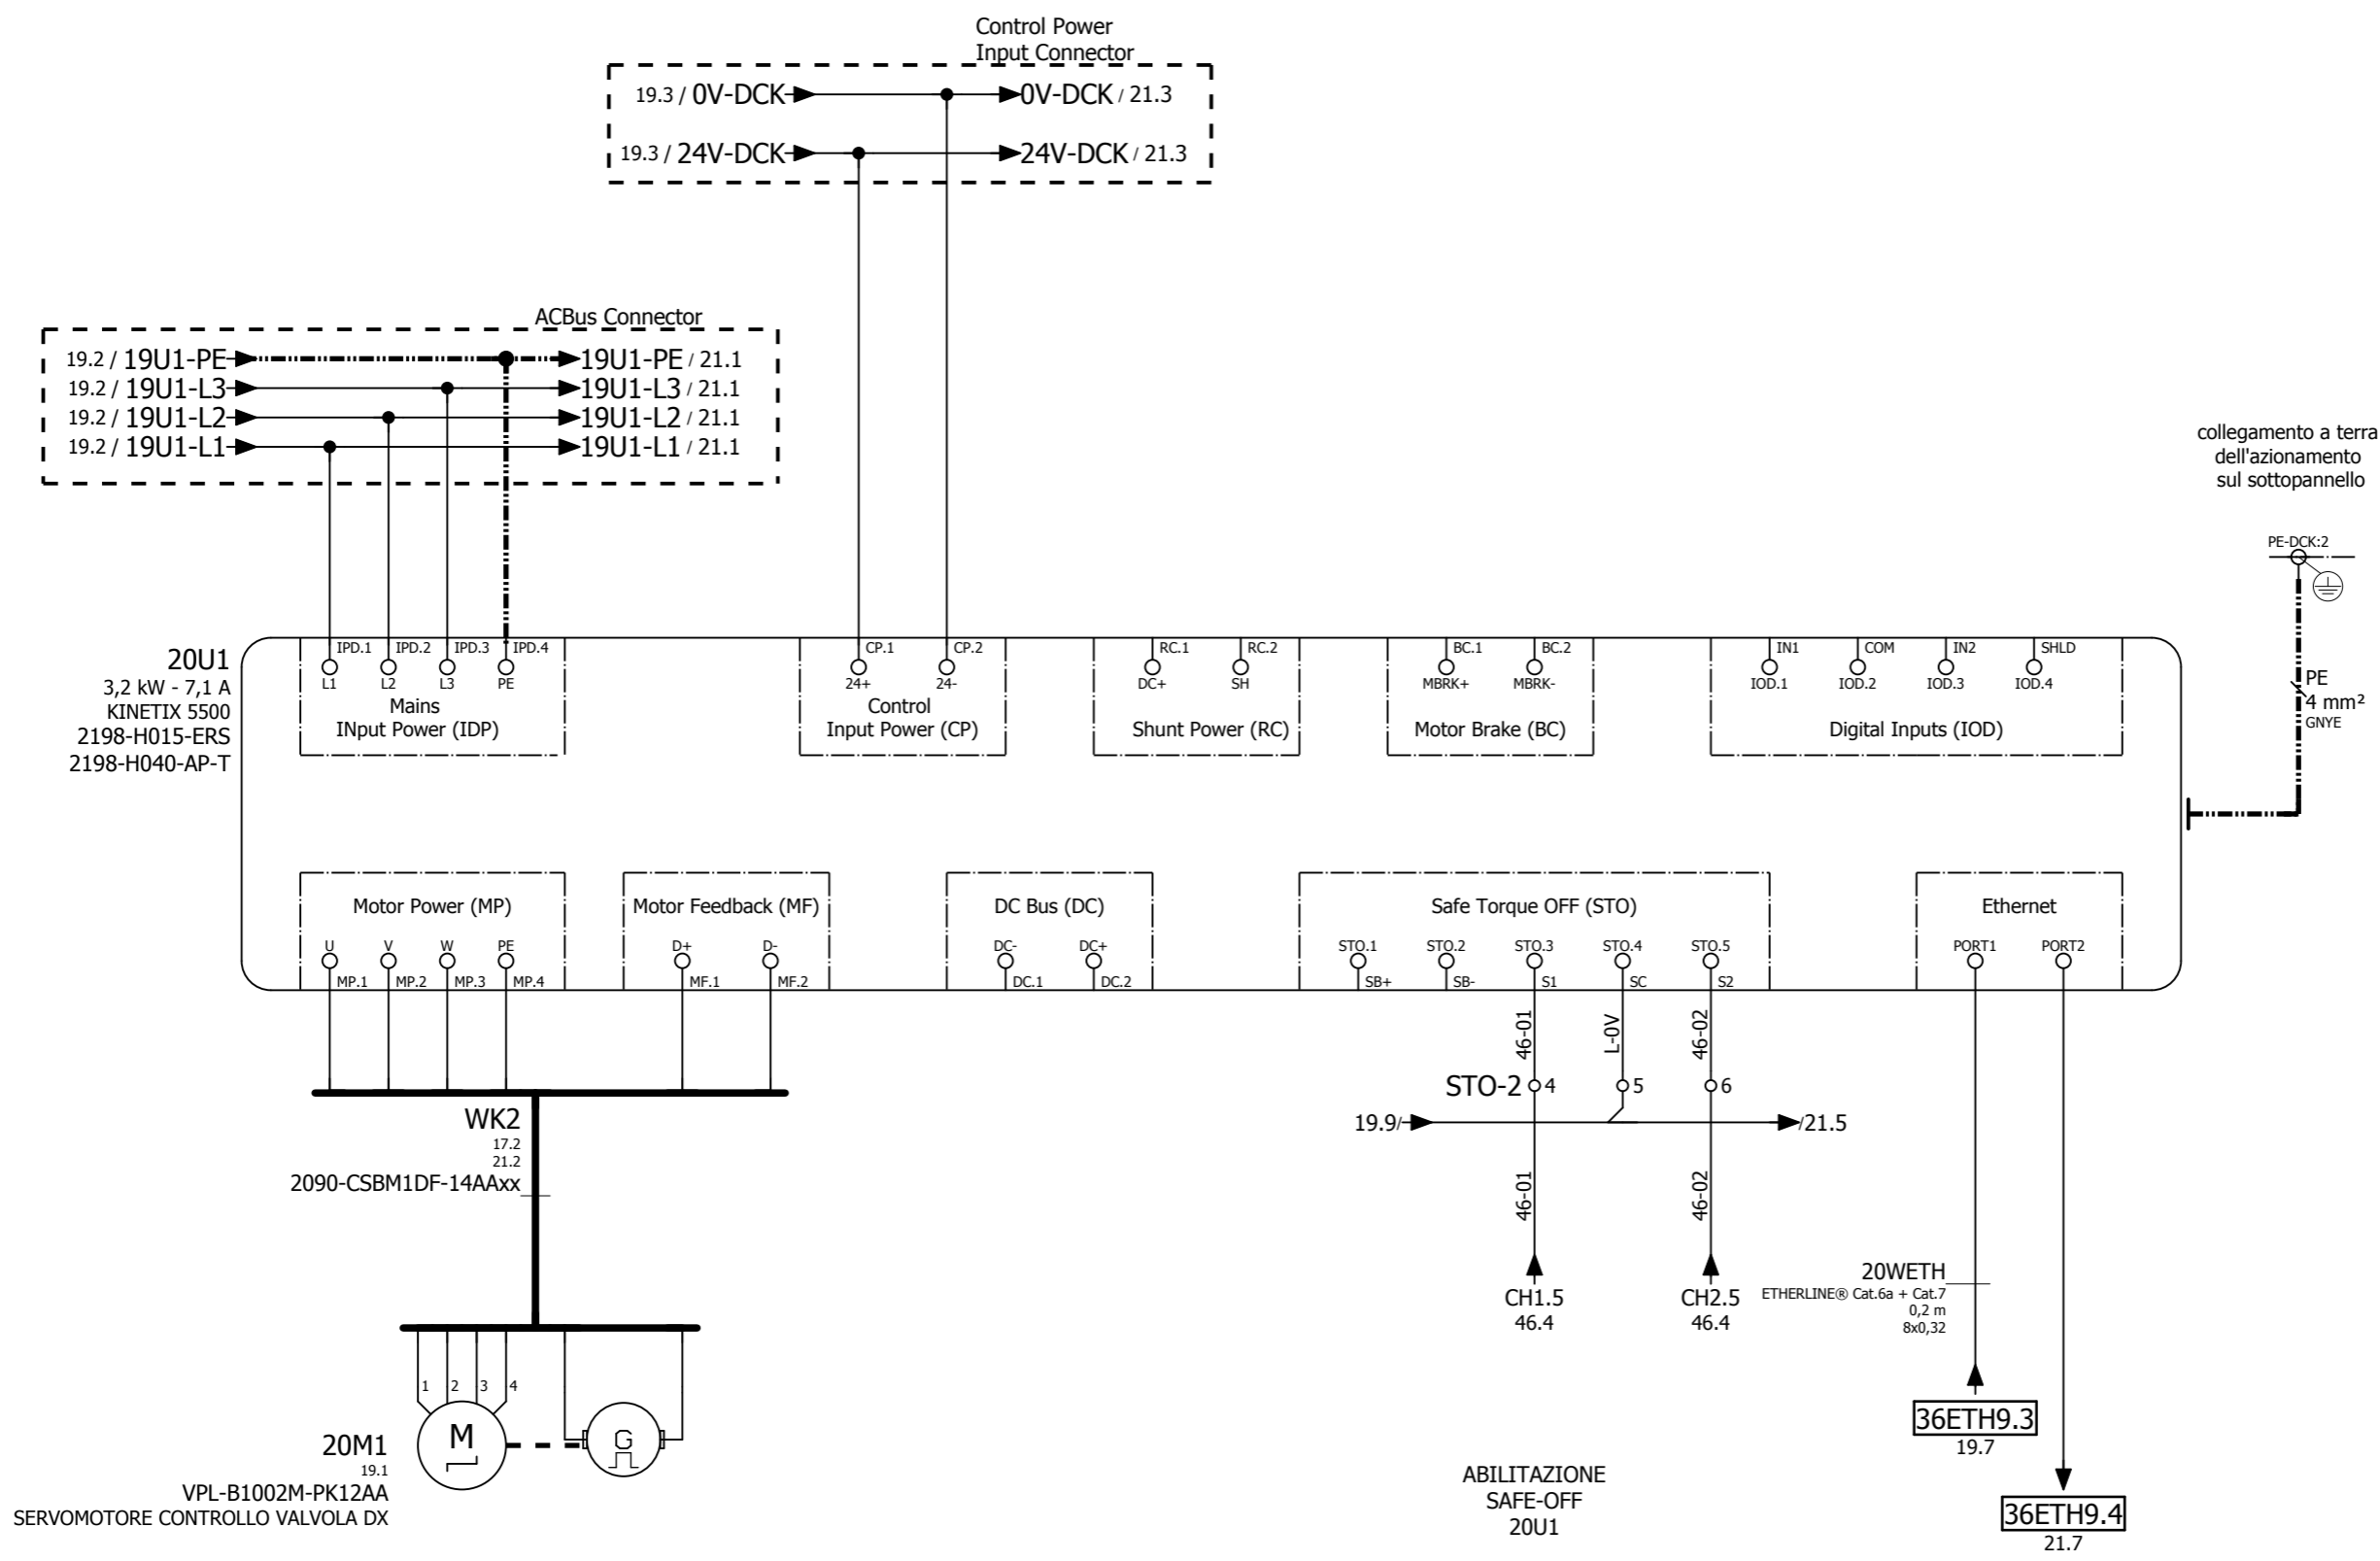 Control Power
Input Connector
19.3 / 0V-DCK
0V-DCK / 21.3
19.3 / 24V-DCK
24V-DCK / 21.3
ACBus Connector
19.2 / 19U1-PE
19U1-PE / 21.1
19.2 / 19U1-L3
19U1-L3 / 21.1
19.2 / 19U1-L2
19U1-L2 / 21.1
19.2 / 19U1-L1
19U1-L1 / 21.1
collegamento a terra
dell'azionamento
sul sottopannello
PE-DCK:2
PE
4 mm²
GNYE
20U1
3,2 kW - 7,1 A
KINETIX 5500
2198-H015-ERS
2198-H040-AP-T
IPD.1 IPD.2 IPD.3 IPD.4
L1 L2 L3 PE
Mains
INput Power (IDP)
CP.1 CP.2
24+ 24-
Control
Input Power (CP)
RC.1 RC.2
DC+ SH
Shunt Power (RC)
BC.1 BC.2
MBRK+ MBRK-
Motor Brake (BC)
IN1 COM IN2 SHLD
IOD.1 IOD.2 IOD.3 IOD.4
Digital Inputs (IOD)
Motor Power (MP)
U V W PE
MP.1 MP.2 MP.3 MP.4
Motor Feedback (MF)
D+ D-
MF.1 MF.2
DC Bus (DC)
DC- DC+
DC.1 DC.2
Safe Torque OFF (STO)
STO.1 STO.2 STO.3 STO.4 STO.5
SB+ SB- S1 SC S2
Ethernet
PORT1 PORT2
46-01 L-0V 46-02
STO-2 4 5 6
19.9/
/21.5
46-01 46-02
CH1.5
46.4
CH2.5
46.4
WK2
17.2
21.2
2090-CSBM1DF-14AAxx
20WETH
ETHERLINE® Cat.6a + Cat.7
0,2 m
8x0,32
36ETH9.3
19.7
36ETH9.4
21.7
1 2 3 4
M
G
20M1
19.1
VPL-B1002M-PK12AA
SERVOMOTORE CONTROLLO VALVOLA DX
ABILITAZIONE
SAFE-OFF
20U1